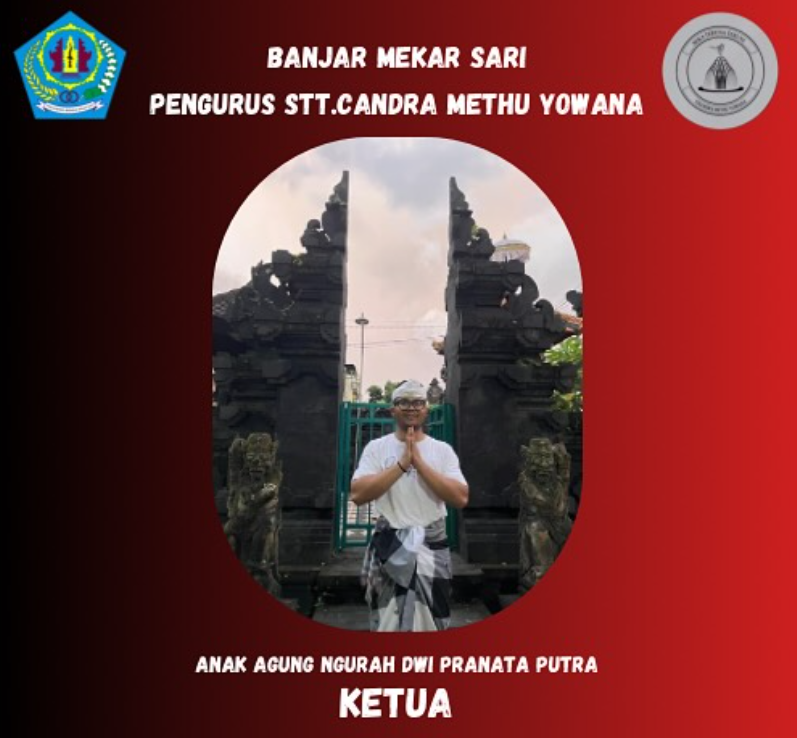 BANJAR MEKAR SARI
PENGURUS STT.CANDRA METHU YOWANA
ANAK AGUNG NGURAH DWI PRANATA PUTRA
KETUA